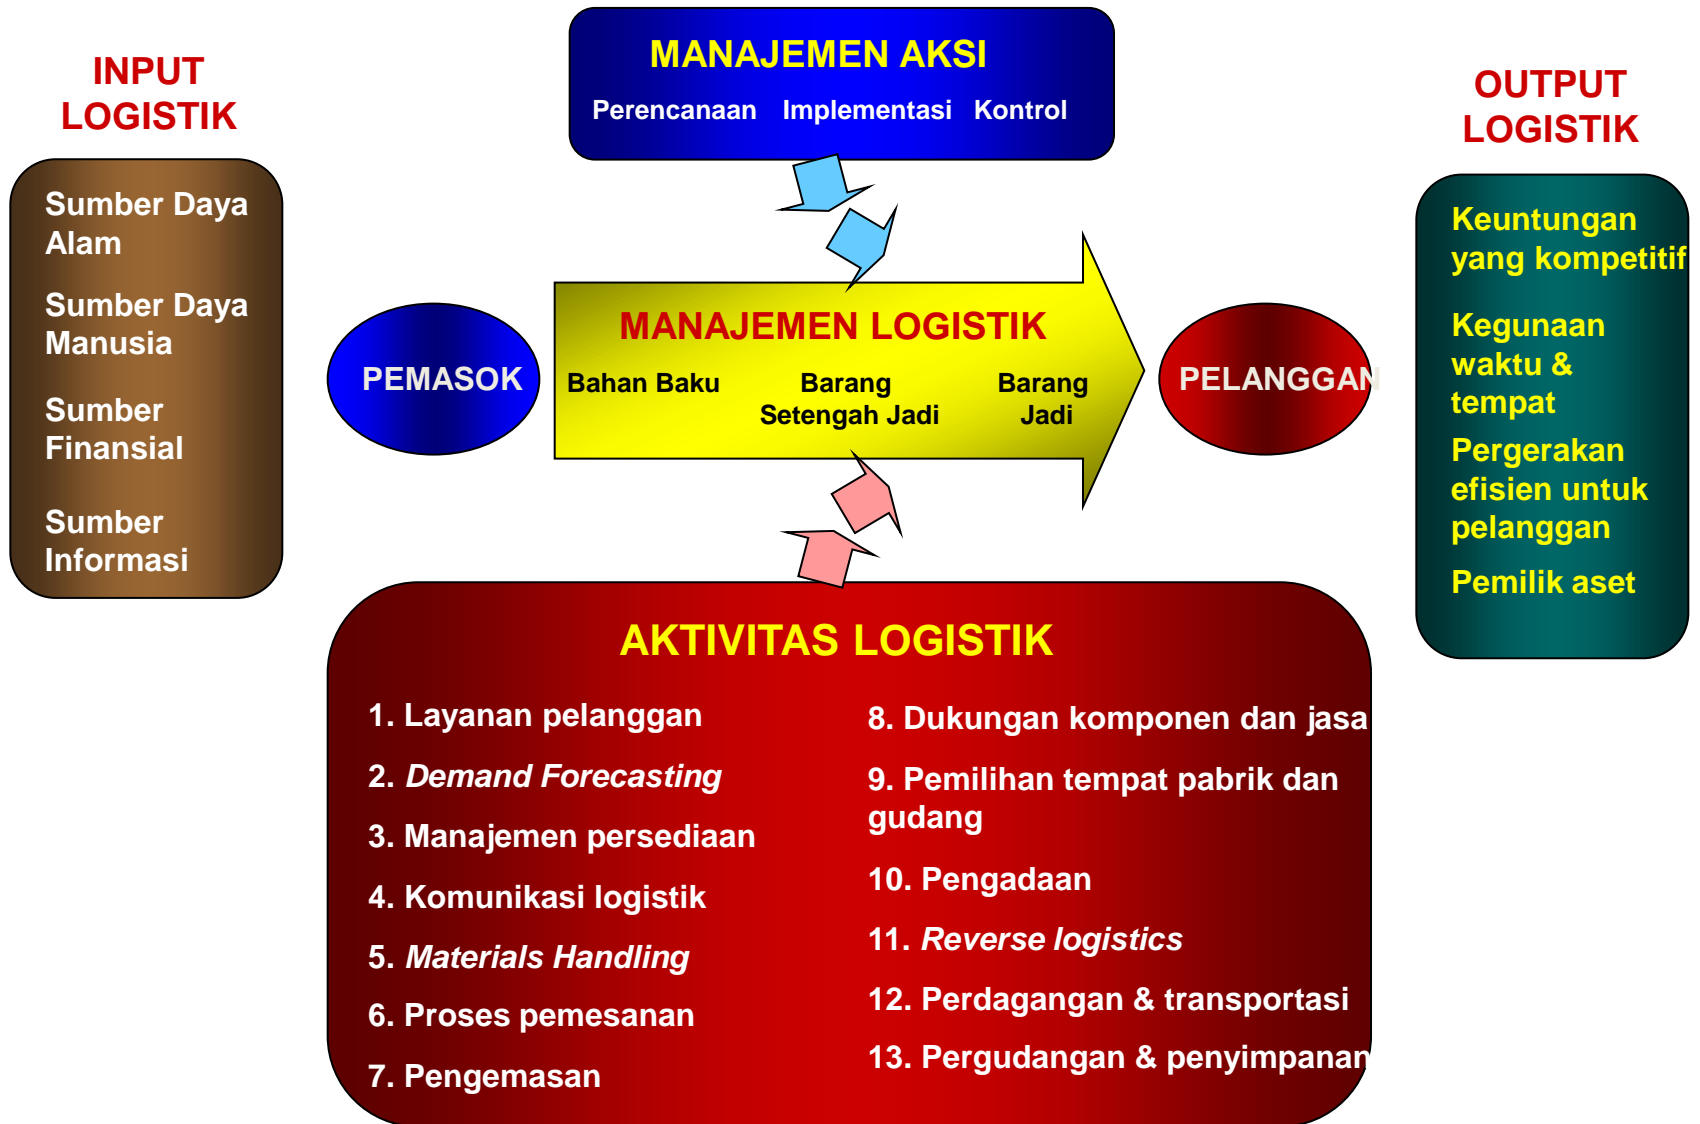 INPUT
LOGISTIK
Sumber Daya
Alam
Sumber Daya
Manusia
Sumber
Finansial
Sumber
Informasi
MANAJEMEN AKSI
Perencanaan Implementasi Kontrol
PEMASOK
MANAJEMEN LOGISTIK
Bahan Baku
Barang
Setengah Jadi
Barang
Jadi
PELANGGAN
OUTPUT
LOGISTIK
Keuntungan
yang kompetitif
Kegunaan
waktu &
tempat
Pergerakan
efisien untuk
pelanggan
Pemilik aset
AKTIVITAS LOGISTIK
1. Layanan pelanggan
2. Demand Forecasting
3. Manajemen persediaan
4. Komunikasi logistik
5. Materials Handling
6. Proses pemesanan
7. Pengemasan
8. Dukungan komponen dan jasa
9. Pemilihan tempat pabrik dan
gudang
10. Pengadaan
11. Reverse logistics
12. Perdagangan & transportasi
13. Pergudangan & penyimpanan